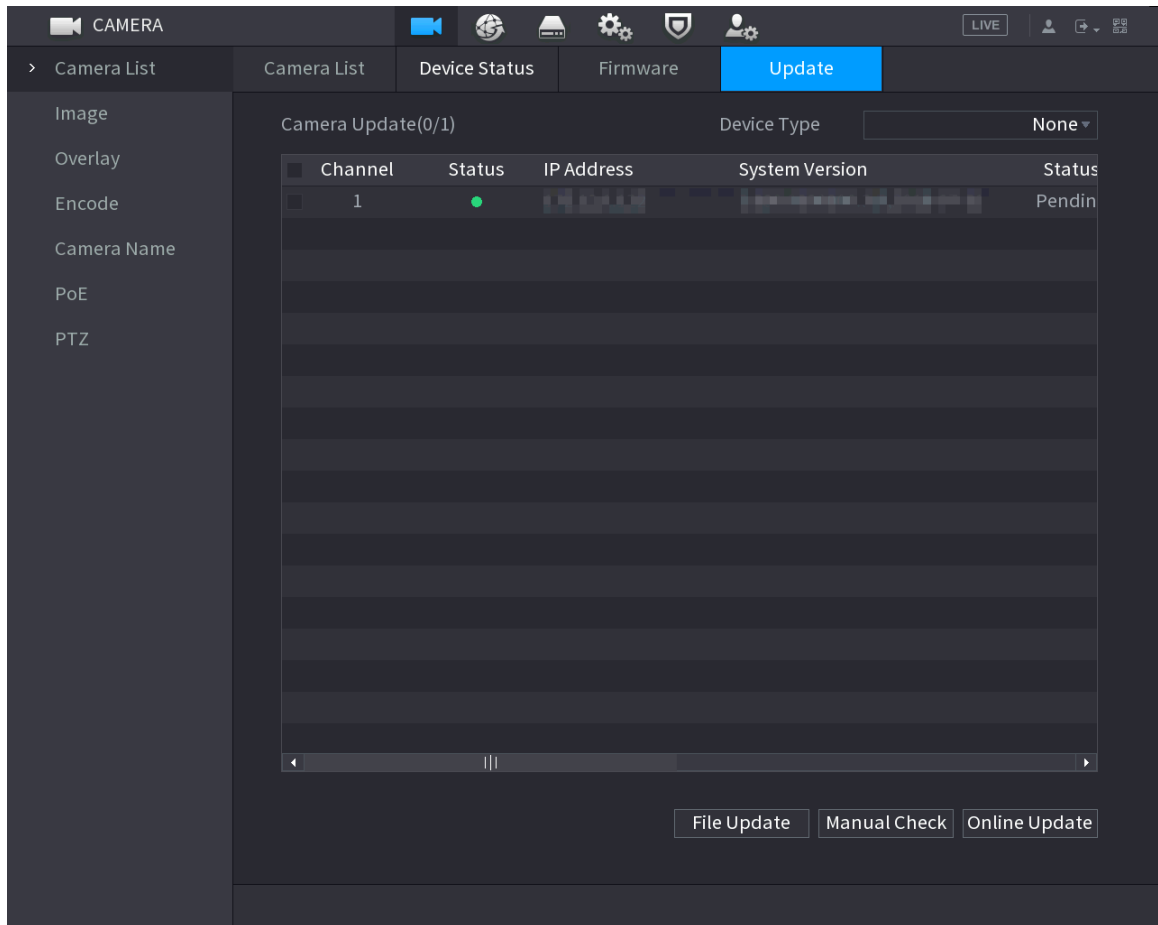 CAMERA LIVE
Camera List Camera List Device Status Firmware Update
Image
Overlay
Encode
Camera Name
PoE
PTZ
Camera Update(0/1) Device Type None
Channel Status IP Address System Version Status
1 Pendin
File Update Manual Check Online Update